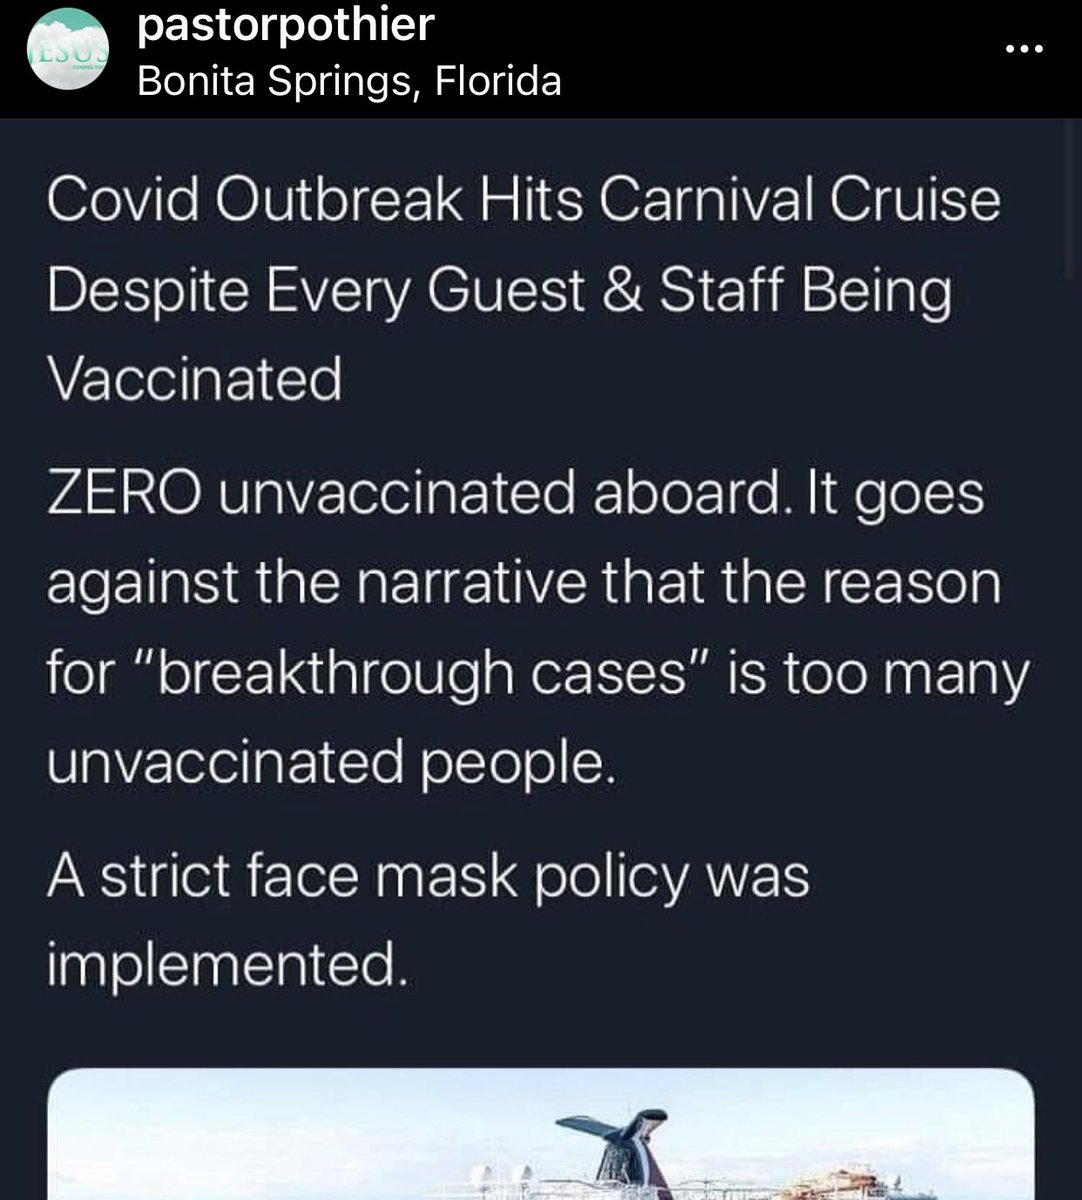 pastorpothier
Bonita Springs, Florida
JESUS
COMING SOON
Covid Outbreak Hits Carnival Cruise
Despite Every Guest & Staff Being
Vaccinated
ZERO unvaccinated aboard. It goes
against the narrative that the reason
for "breakthrough cases" is too many
unvaccinated people.
A strict face mask policy was
implemented.